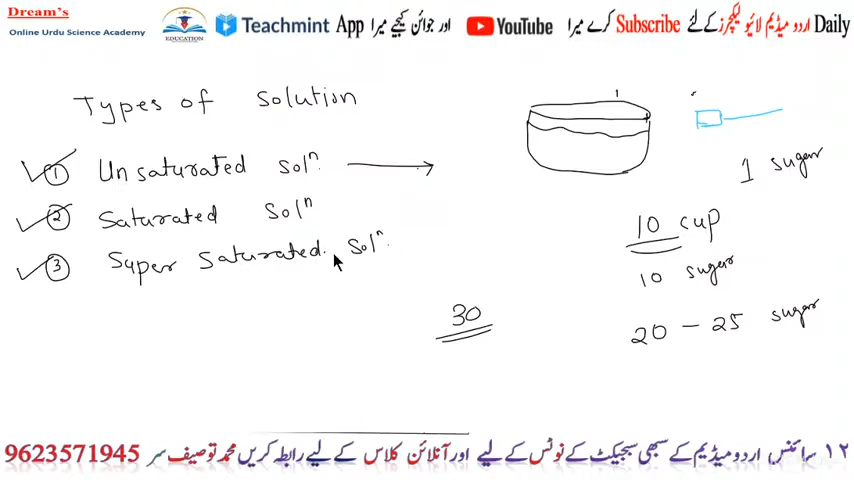 Dream's
Online Urdu Science Academy
EDUCATION
Teachmint App اور جوائن کیجیے میرا
YouTube کرے میرا Subscribe اردو میڈیم لائیو لیکچرز کے لئے Daily
Types of Solution
① Unsaturated Solⁿ
② Saturated Solⁿ
③ Super Saturated Solⁿ
1 sugar
10 cup
10 sugar
20 – 25 sugar
30
۱۲ سائنس اردو میڈیم کے سبھی سبجیکٹ کے نوٹس کے لیے اور آنلائن کلاس کے لیے رابطہ کریں محمد توصیف سر 9623571945